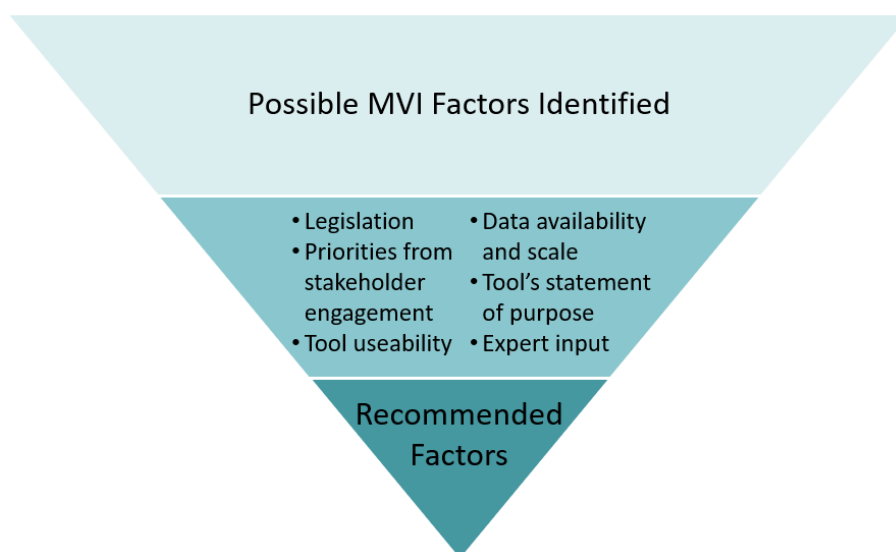 Possible MVI Factors Identified
• Legislation
• Priorities from
stakeholder
engagement
• Tool useability
• Data availability
and scale
• Tool's statement
of purpose
• Expert input
Recommended
Factors